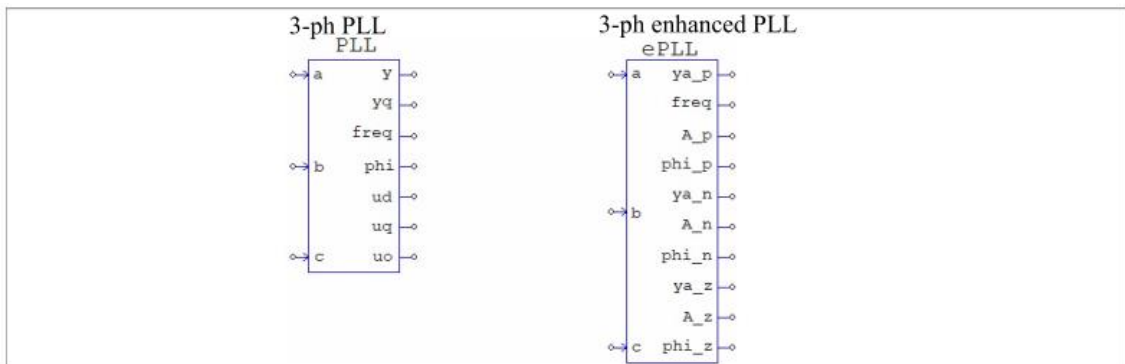 3-ph PLL
PLL
a
y
yq
freq
b
phi
ud
uq
c
uo
3-ph enhanced PLL
ePLL
a
ya_p
freq
A_p
phi_p
ya_n
b
A_n
phi_n
ya_z
A_z
c
phi_z